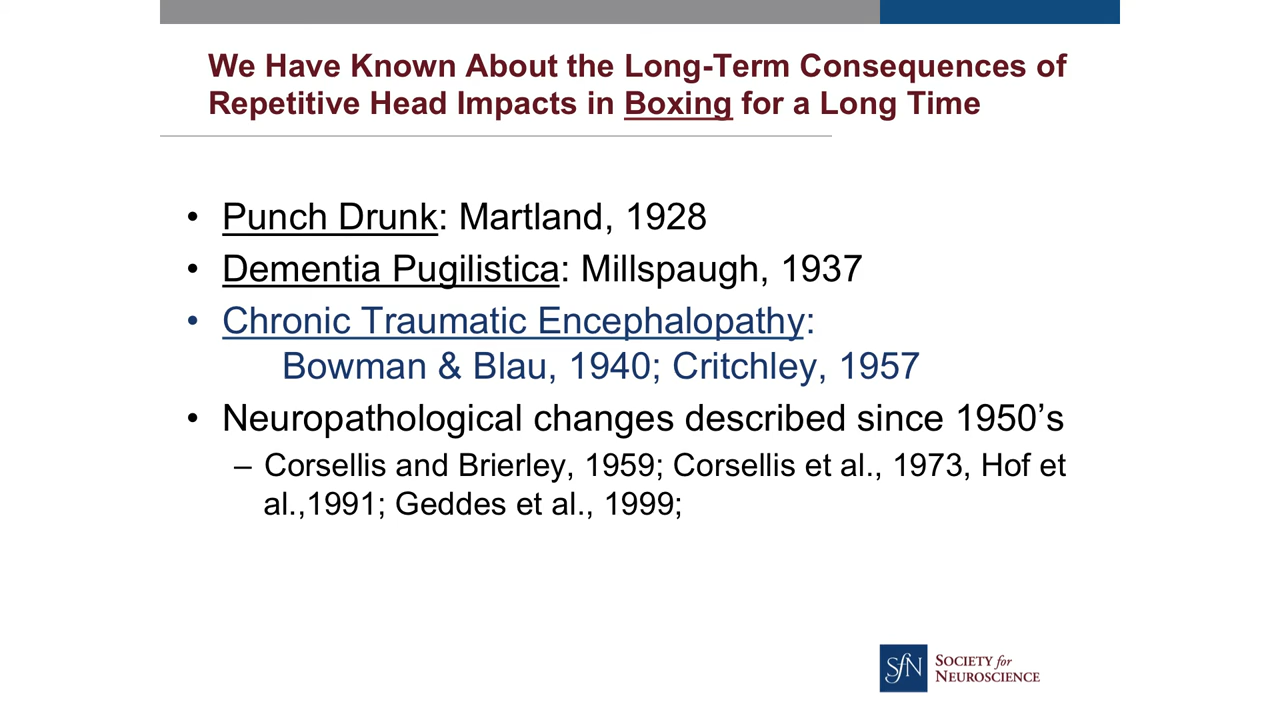 We Have Known About the Long-Term Consequences of
Repetitive Head Impacts in Boxing for a Long Time
• Punch Drunk: Martland, 1928
• Dementia Pugilistica: Millspaugh, 1937
• Chronic Traumatic Encephalopathy:
Bowman & Blau, 1940; Critchley, 1957
• Neuropathological changes described since 1950’s
– Corsellis and Brierley, 1959; Corsellis et al., 1973, Hof et
al.,1991; Geddes et al., 1999;
SfN
SOCIETY for
NEUROSCIENCE